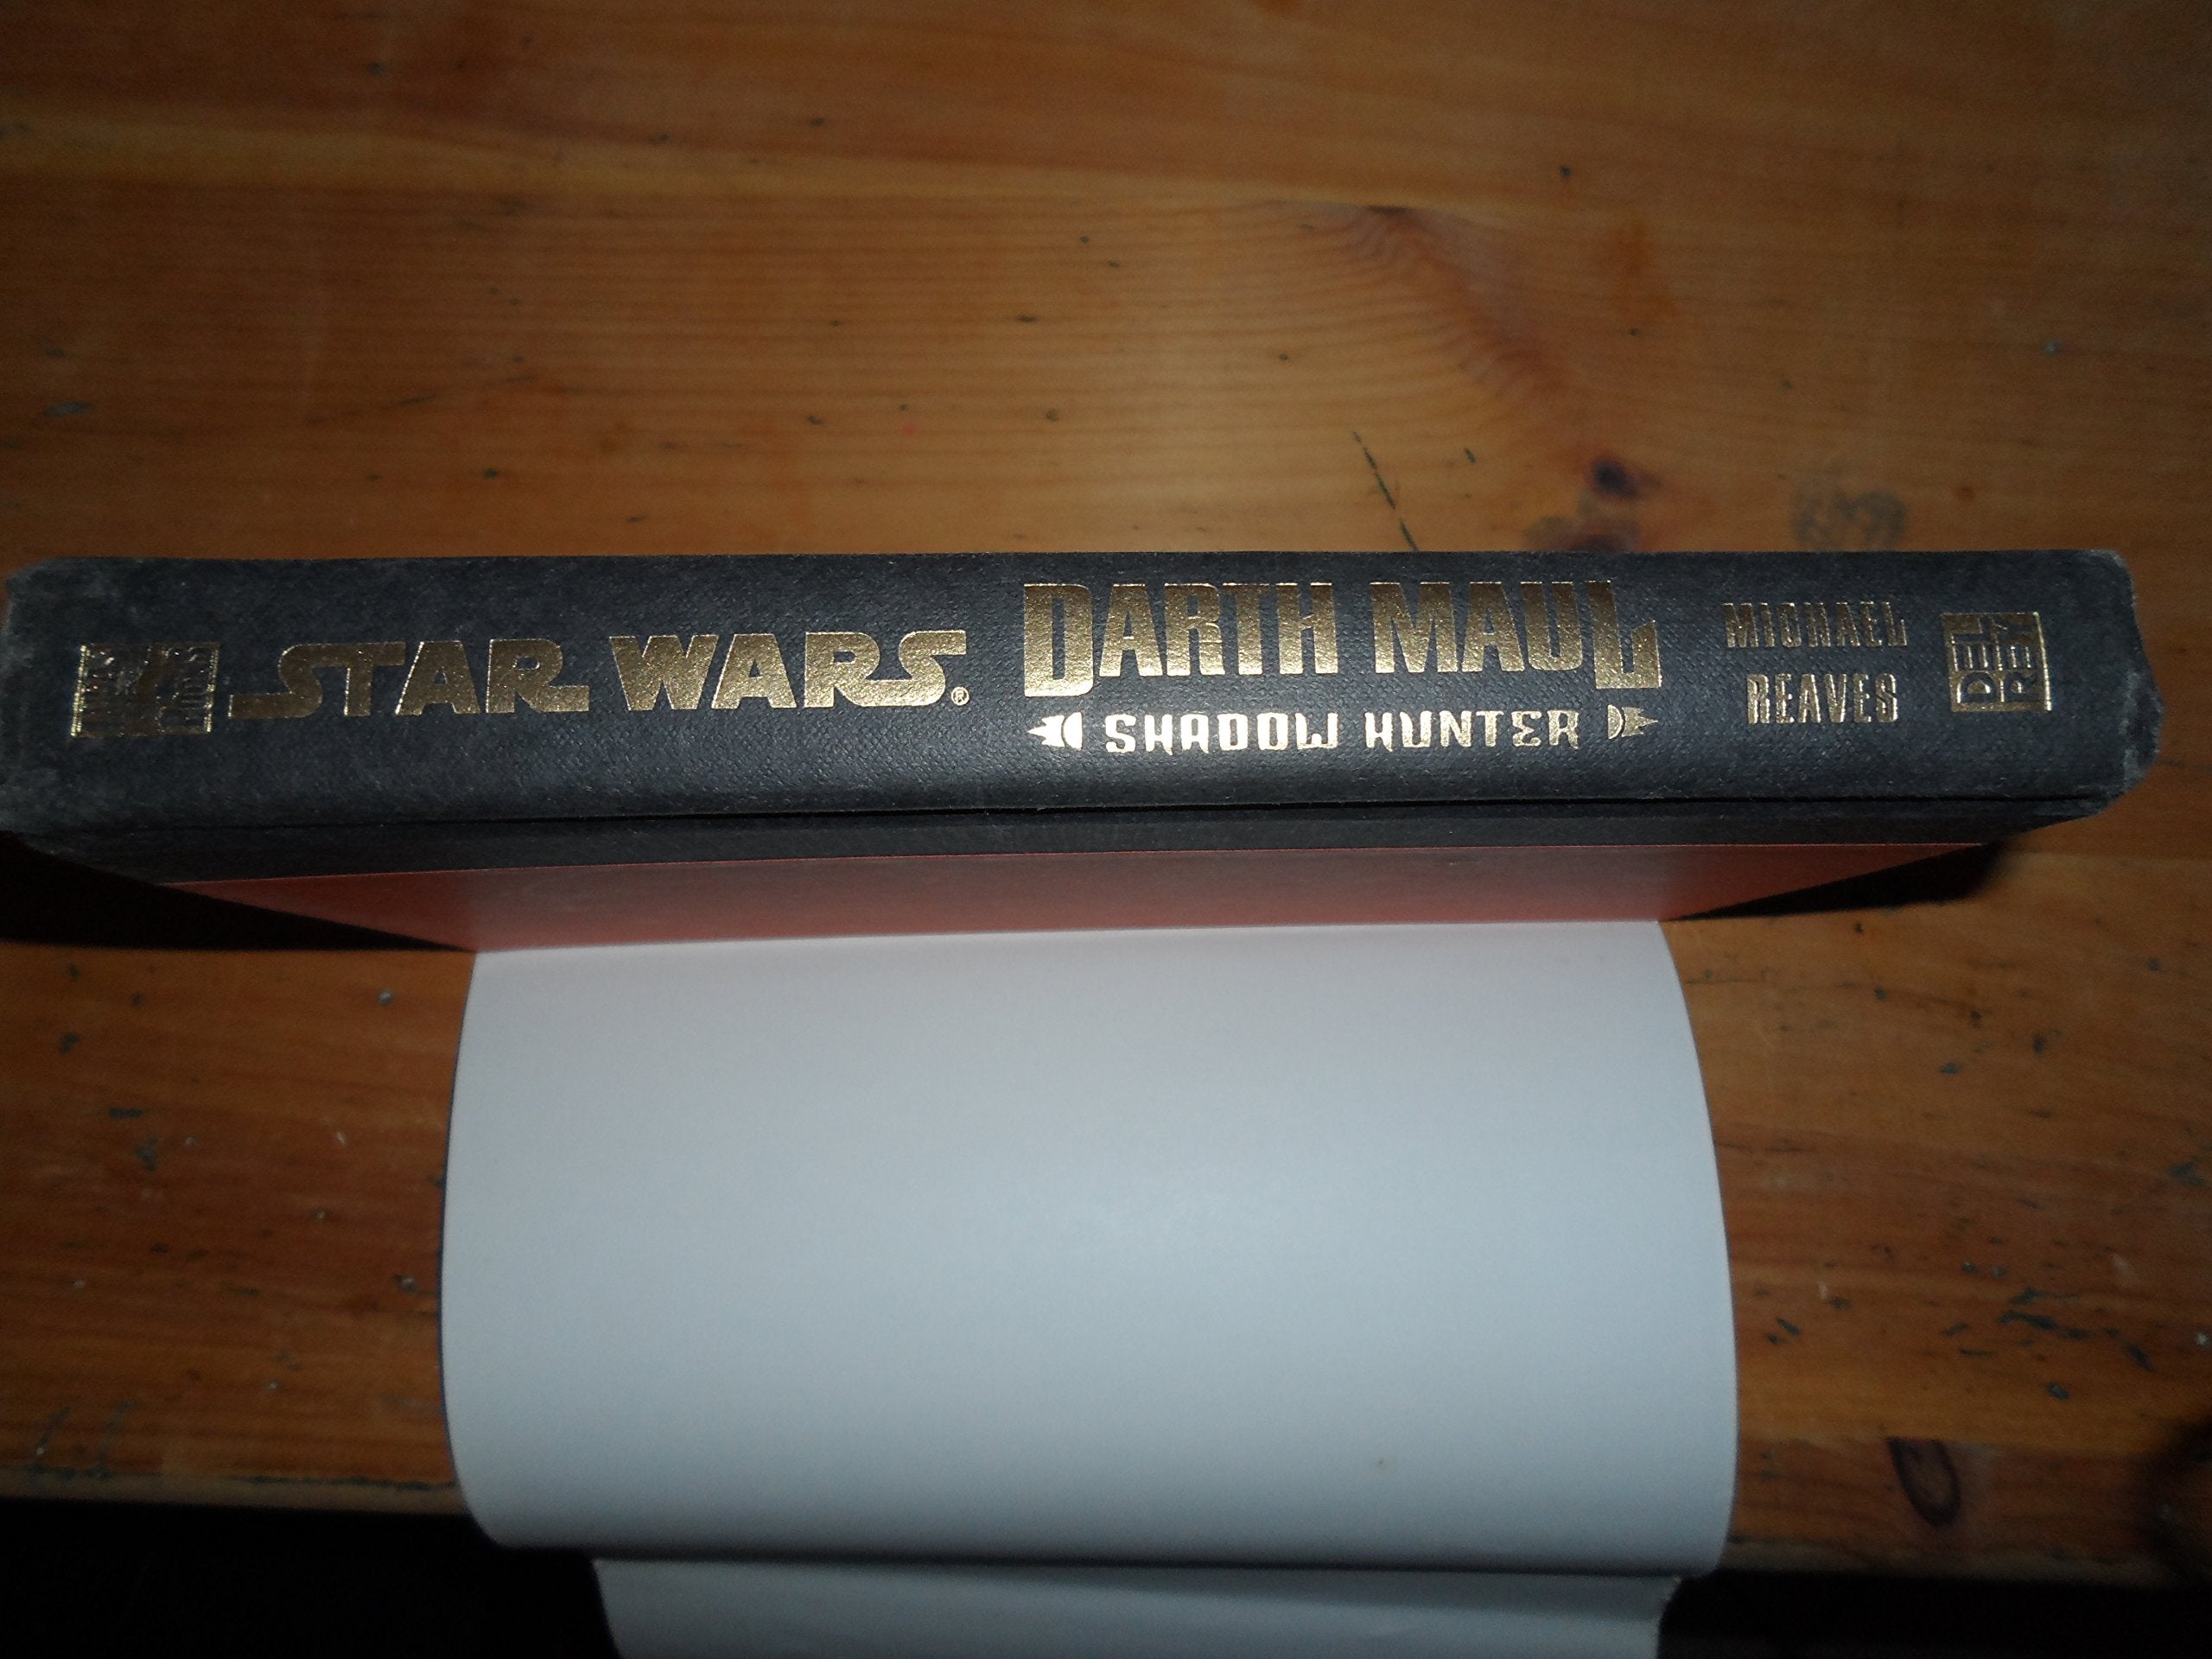 STAR WARS®
DARTH MAUL
SHADOW HUNTER
MICHAEL
REAVES
DEL
REY